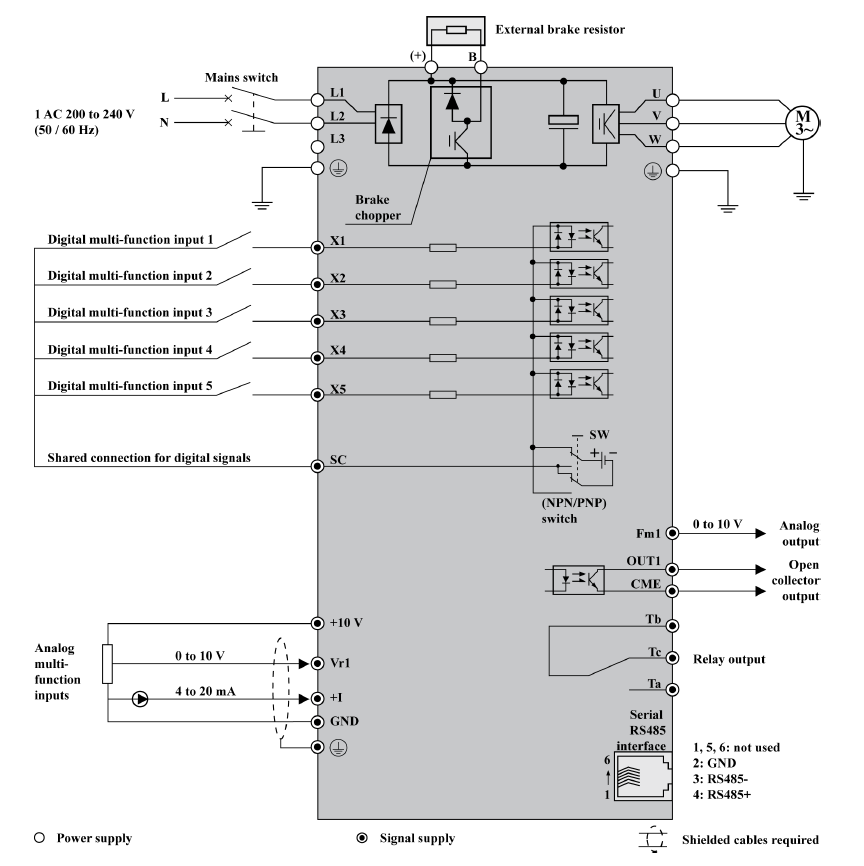 External brake resistor
(+)
B
Mains switch
L
L1
U
1 AC 200 to 240 V
(50 / 60 Hz)
N
L2
V
M
3~
L3
W
Brake
chopper
Digital multi-function input 1
X1
Digital multi-function input 2
X2
Digital multi-function input 3
X3
Digital multi-function input 4
X4
Digital multi-function input 5
X5
SW
+ −
Shared connection for digital signals
SC
(NPN/PNP)
switch
Fm1
0 to 10 V
Analog
output
OUT1
CME
Open
collector
output
+10 V
Tb
Analog
multi-
function
inputs
0 to 10 V
Vr1
Tc
Relay output
4 to 20 mA
+I
Ta
GND
Serial
RS485
interface
6
1
1, 5, 6: not used
2: GND
3: RS485-
4: RS485+
Power supply
Signal supply
Shielded cables required